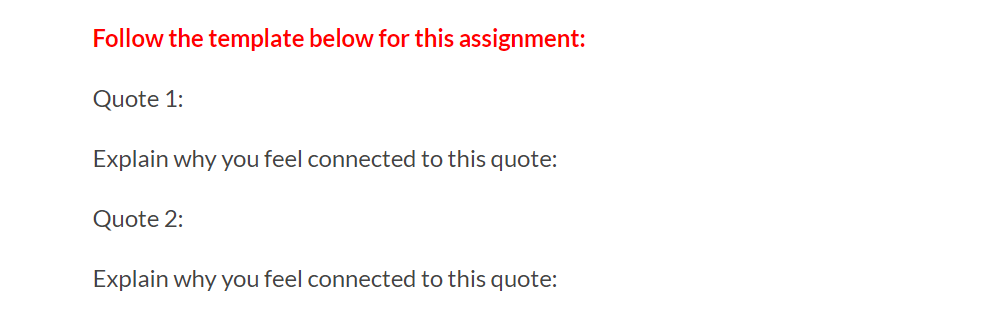 Follow the template below for this assignment:
Quote 1:
Explain why you feel connected to this quote:
Quote 2:
Explain why you feel connected to this quote: